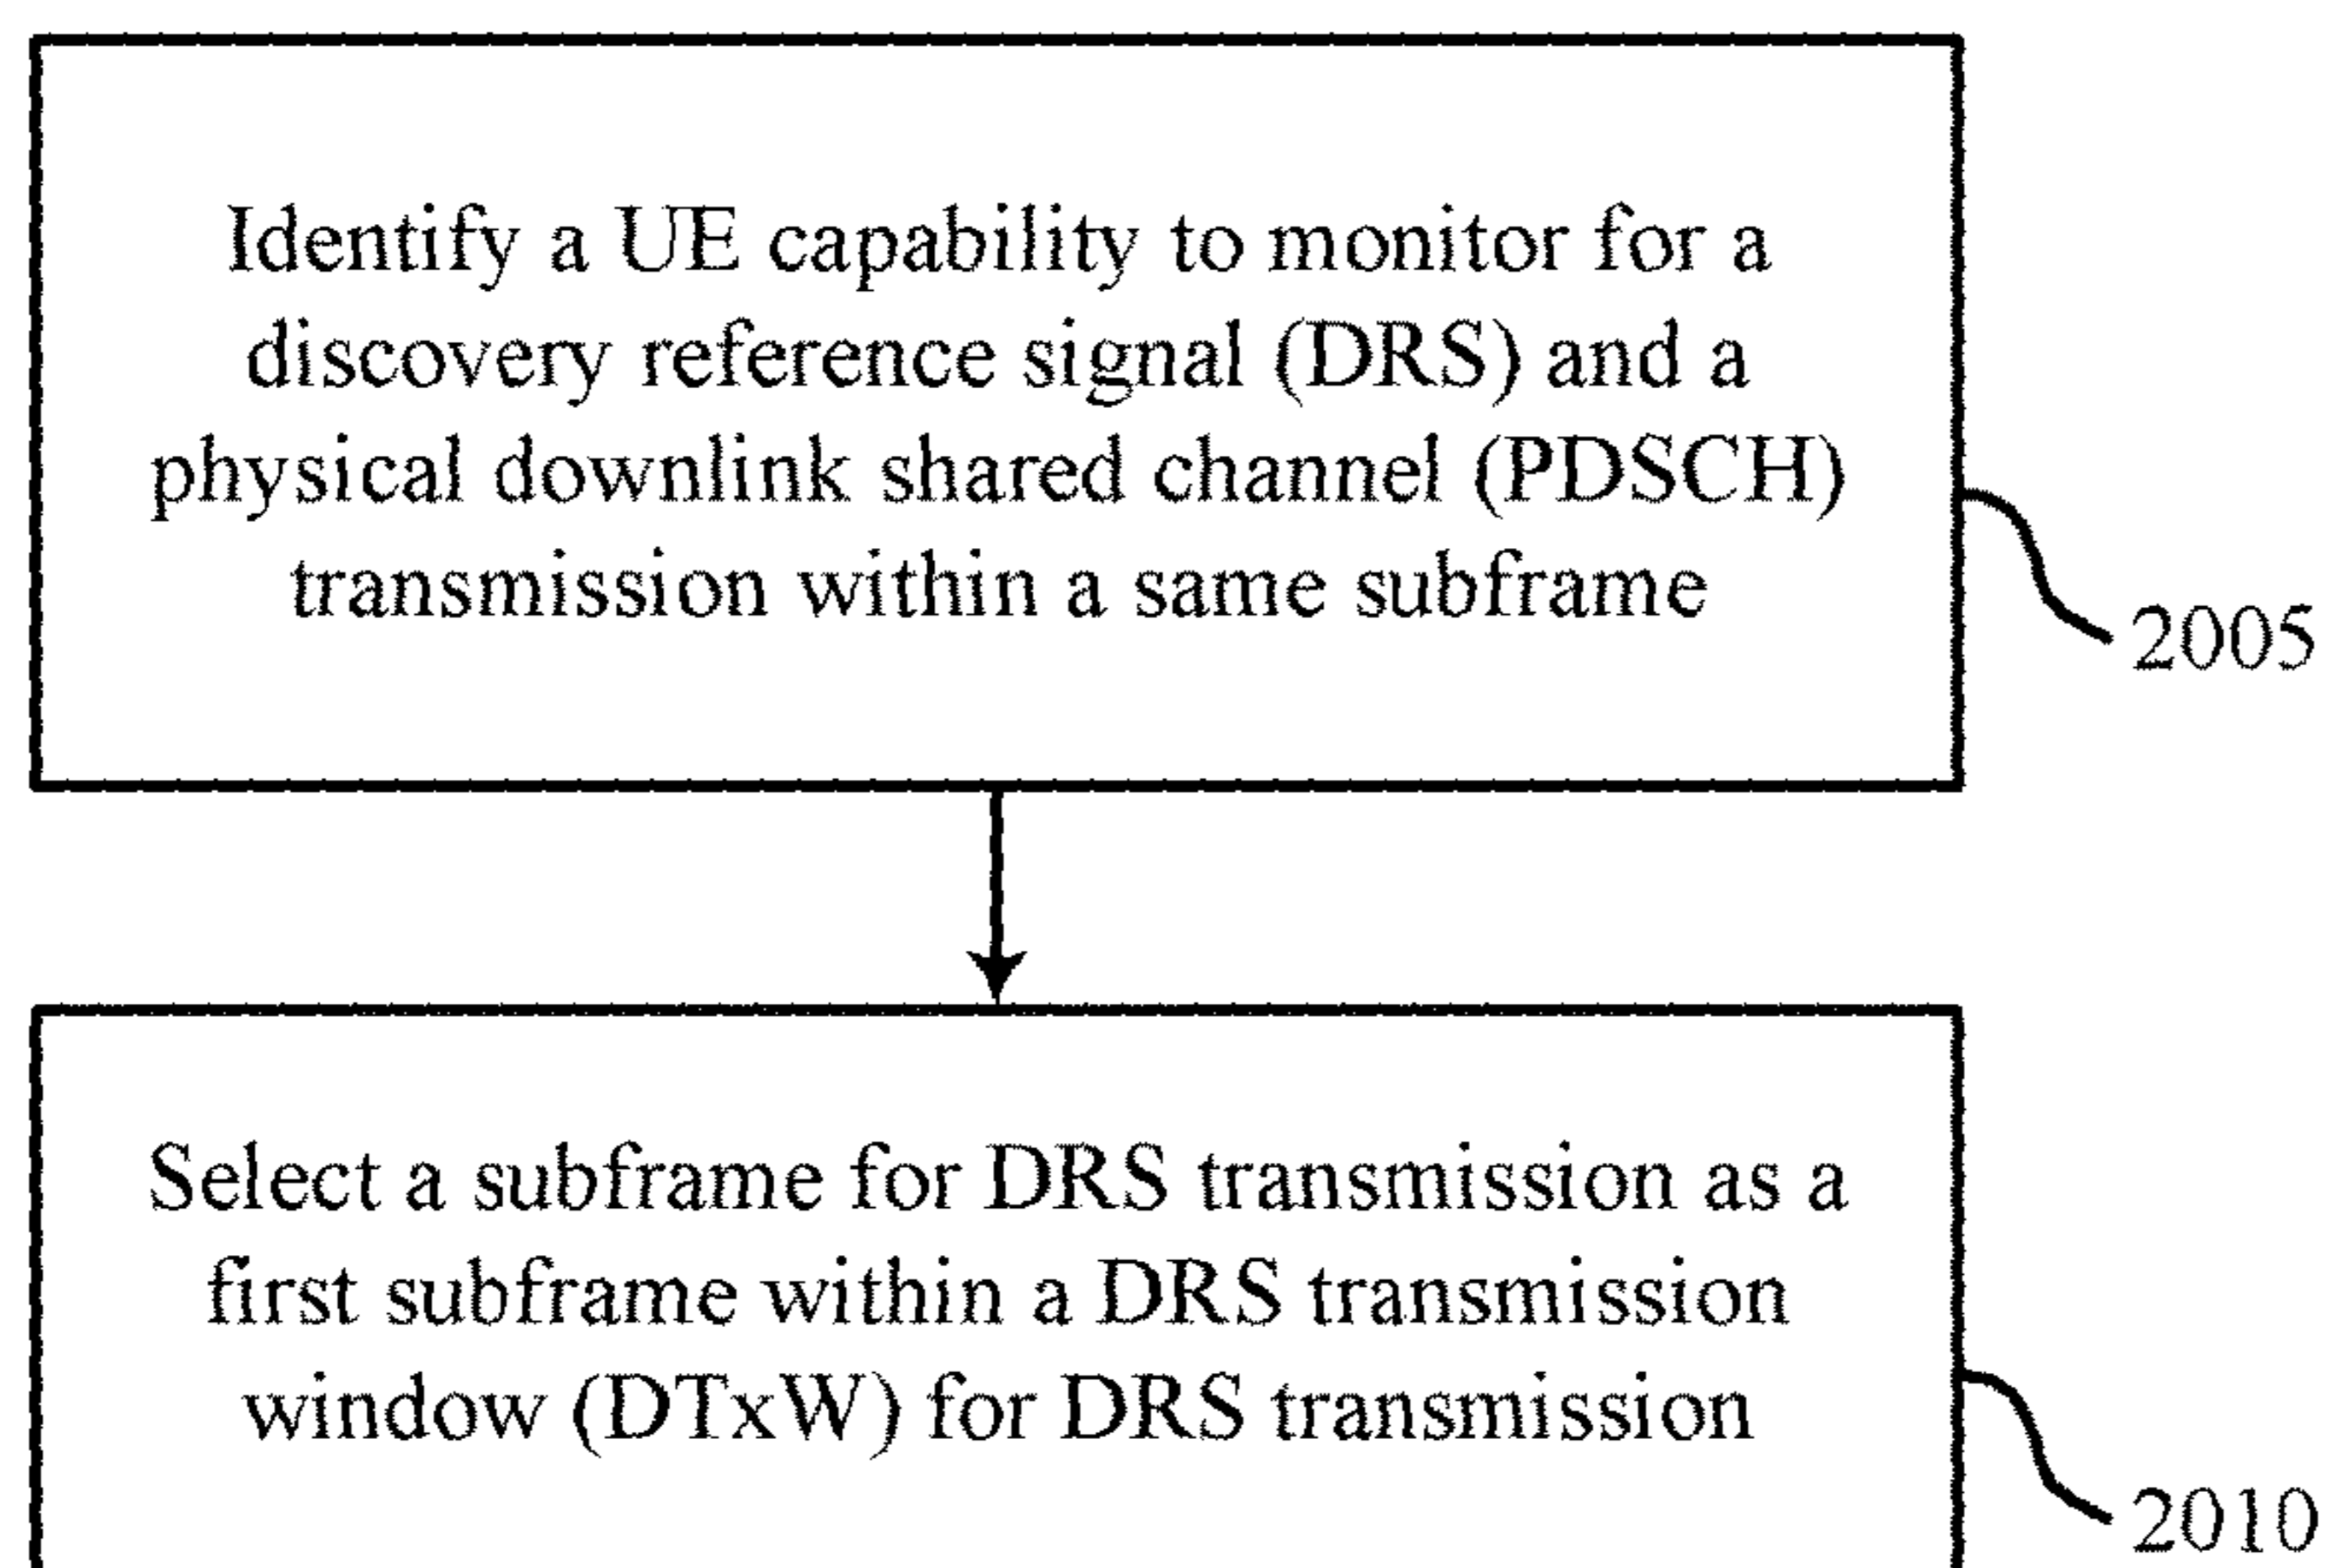 Identify a UE capability to monitor for a
discovery reference signal (DRS) and a
physical downlink shared channel (PDSCH)
transmission within a same subframe
2005
Select a subframe for DRS transmission as a
first subframe within a DRS transmission
window (DTxW) for DRS transmission
2010